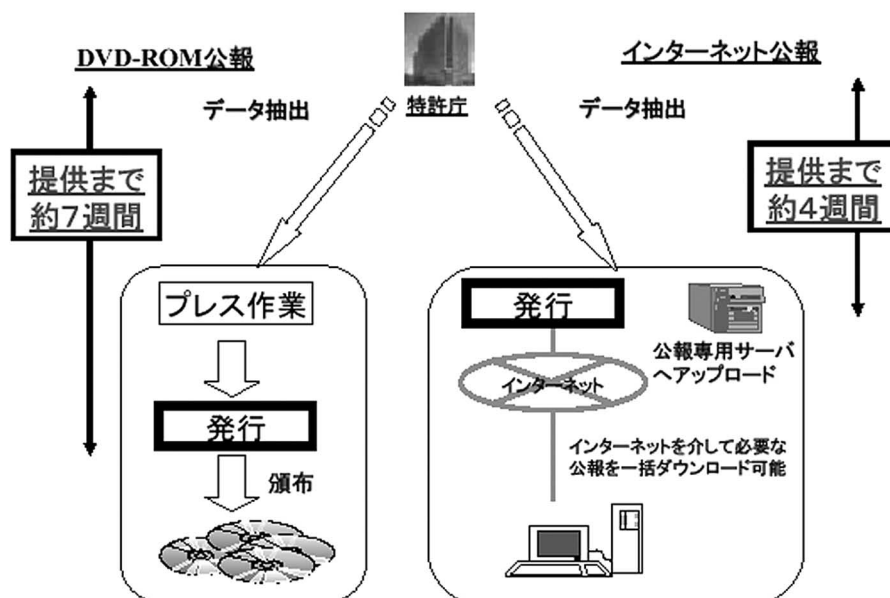 DVD-ROM公報
インターネット公報
データ抽出
特許庁
データ抽出
提供まで
約7週間
提供まで
約4週間
プレス作業
発行
頒布
発行
公報専用サーバ
へアップロード
インターネット
インターネットを介して必要な
公報を一括ダウンロード可能